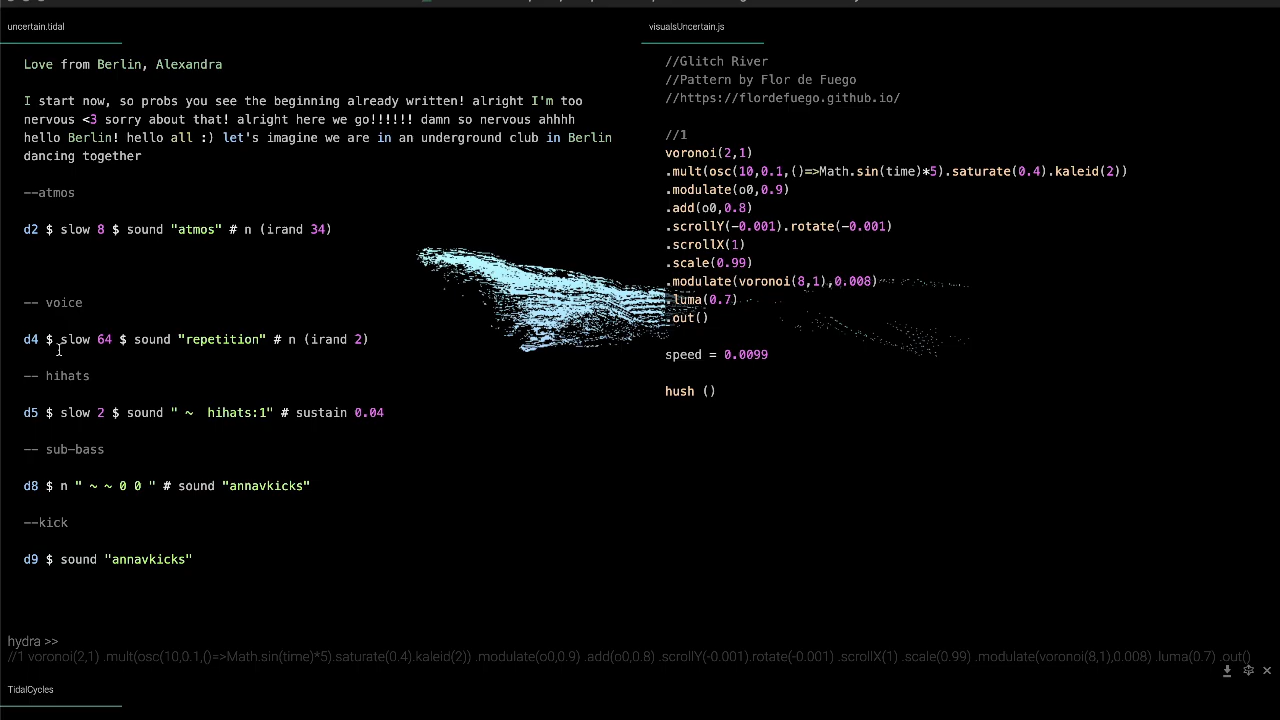 uncertain.tidal
Love from Berlin, Alexandra
I start now, so probs you see the beginning already written! alright I'm too
nervous <3 sorry about that! alright here we go!!!!!! damn so nervous ahhhh
hello Berlin! hello all :) let's imagine we are in an underground club in Berlin
dancing together
--atmos
d2 $ slow 8 $ sound "atmos" # n (irand 34)
-- voice
d4 $ slow 64 $ sound "repetition" # n (irand 2)
-- hihats
d5 $ slow 2 $ sound " ~  hihats:1" # sustain 0.04
-- sub-bass
d8 $ n " ~ ~ 0 0 " # sound "annavkicks"
--kick
d9 $ sound "annavkicks"
visualsUncertain.js
//Glitch River
//Pattern by Flor de Fuego
//https://flordefuego.github.io/
//1
voronoi(2,1)
.mult(osc(10,0.1,()=>Math.sin(time)*5).saturate(0.4).kaleid(2))
.modulate(o0,0.9)
.add(o0,0.8)
.scrollY(-0.001).rotate(-0.001)
.scrollX(1)
.scale(0.99)
.modulate(voronoi(8,1),0.008)
.luma(0.7)
.out()
speed = 0.0099
hush ()
hydra >>
//1 voronoi(2,1) .mult(osc(10,0.1,()=>Math.sin(time)*5).saturate(0.4).kaleid(2)) .modulate(o0,0.9) .add(o0,0.8) .scrollY(-0.001).rotate(-0.001) .scrollX(1) .scale(0.99) .modulate(voronoi(8,1),0.008) .luma(0.7) .out()
TidalCycles